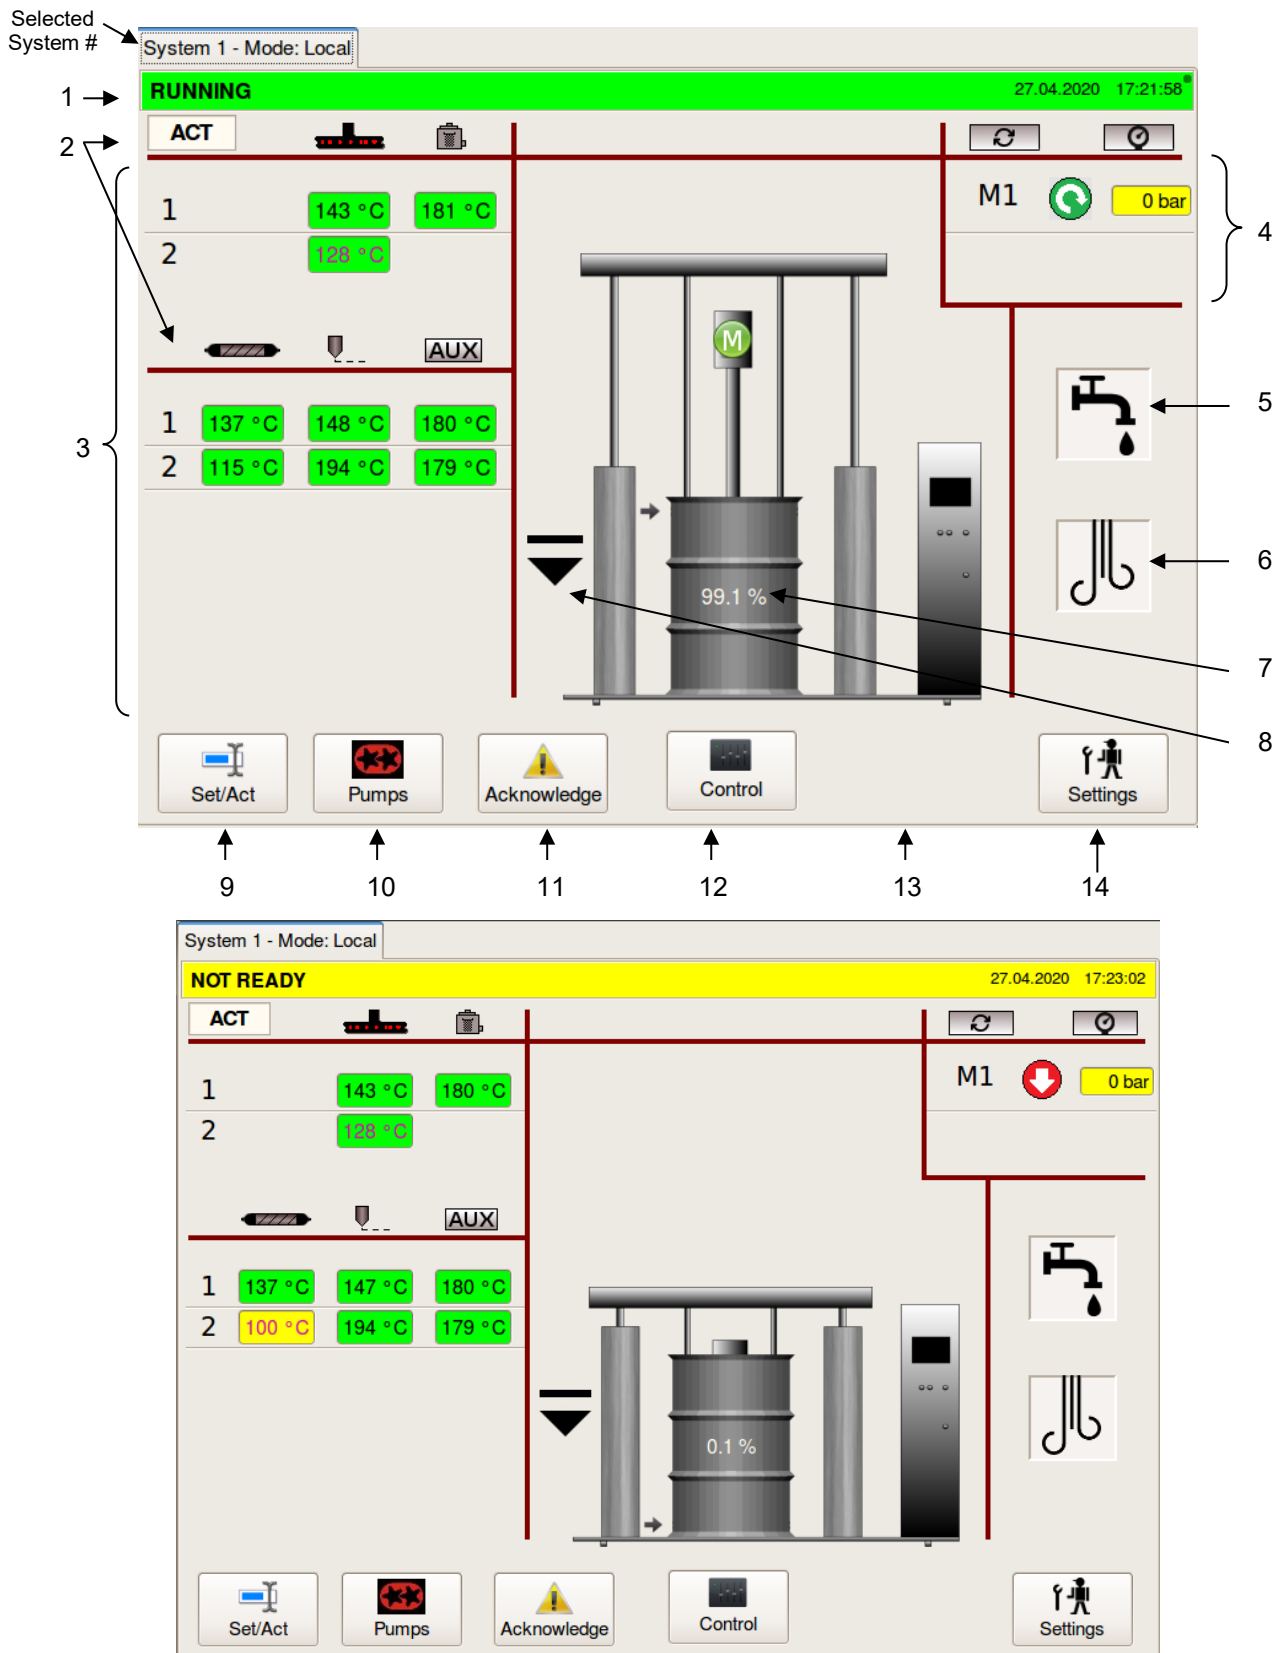 Selected
System #
System 1 - Mode: Local
1
RUNNING
27.04.2020 17:21:58
2
ACT
1
143 °C
181 °C
M1
0 bar
4
2
128 °C
AUX
M
3
1
137 °C
148 °C
180 °C
5
2
115 °C
194 °C
179 °C
6
99.1 %
7
8
Set/Act
Pumps
Acknowledge
Control
Settings
9
10
11
12
13
14
System 1 - Mode: Local
NOT READY
27.04.2020 17:23:02
ACT
1
143 °C
180 °C
M1
0 bar
2
128 °C
AUX
1
137 °C
147 °C
180 °C
2
100 °C
194 °C
179 °C
0.1 %
Set/Act
Pumps
Acknowledge
Control
Settings